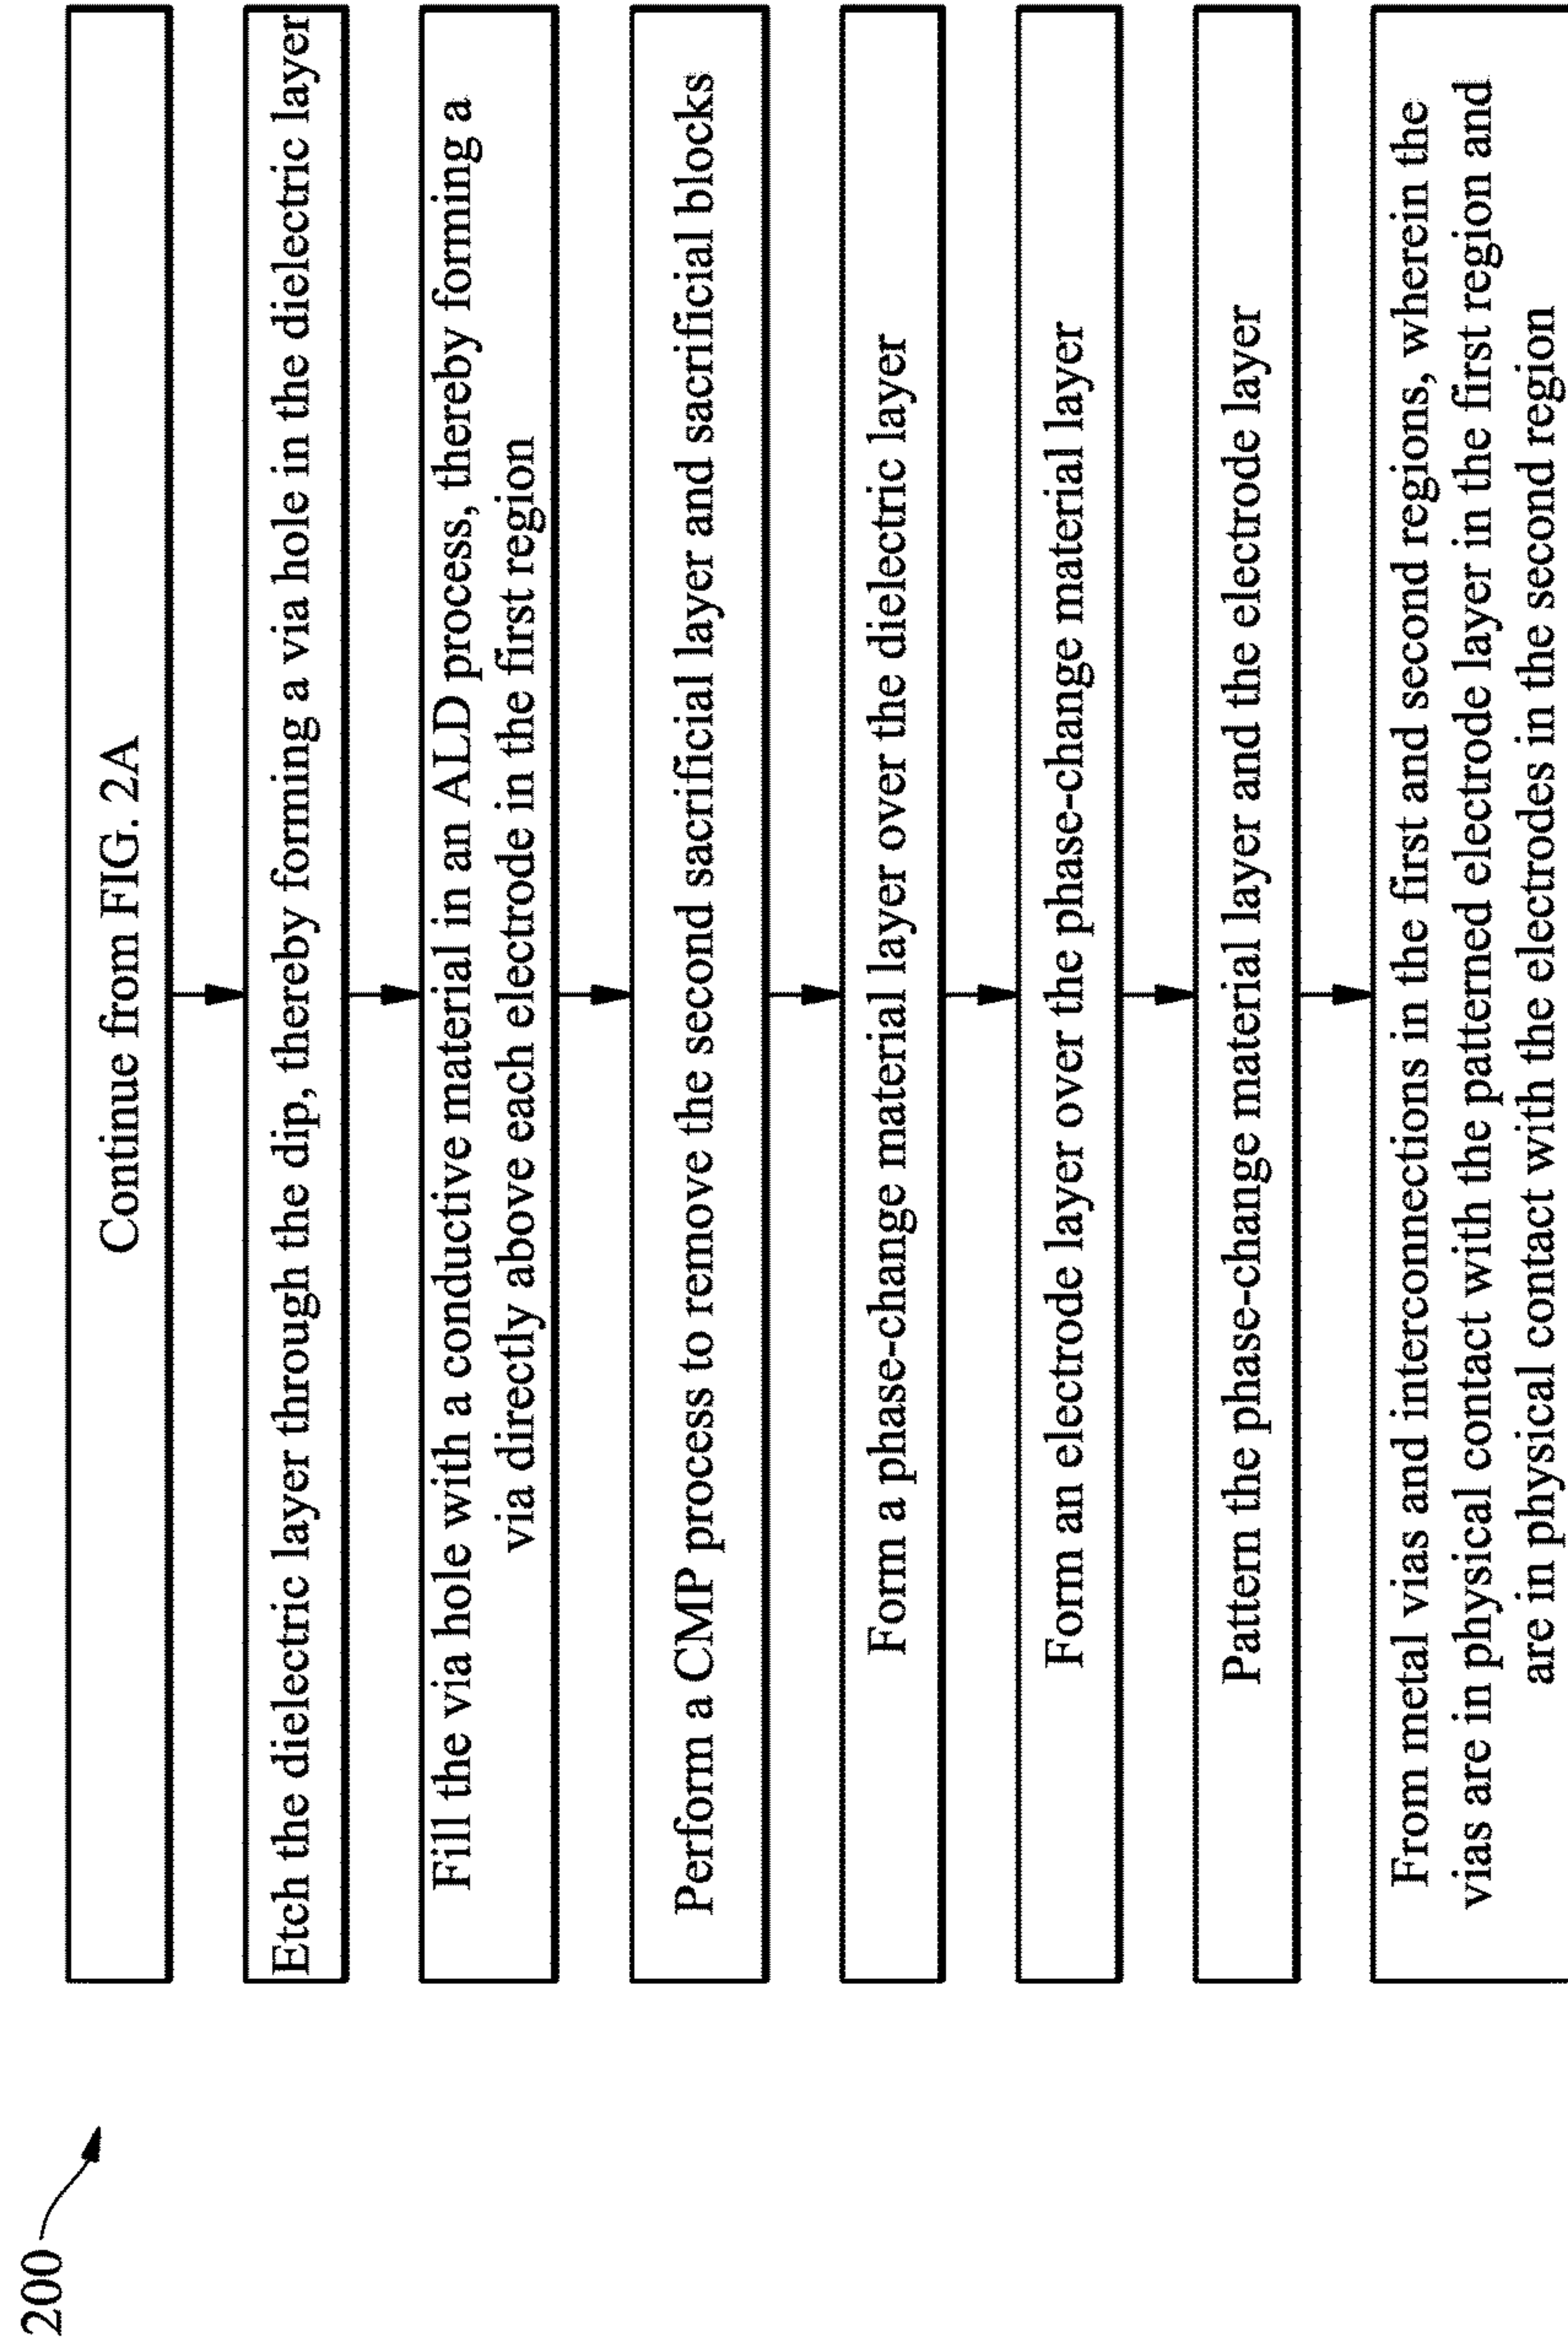 200
Continue from FIG. 2A
Etch the dielectric layer through the dip, thereby forming a via hole in the dielectric layer
Fill the via hole with a conductive material in an ALD process, thereby forming a
via directly above each electrode in the first region
Perform a CMP process to remove the second sacrificial layer and sacrificial blocks
Form a phase-change material layer over the dielectric layer
Form an electrode layer over the phase-change material layer
Pattern the phase-change material layer and the electrode layer
From metal vias and interconnections in the first and second regions, wherein the
vias are in physical contact with the patterned electrode layer in the first region and
are in physical contact with the electrodes in the second region